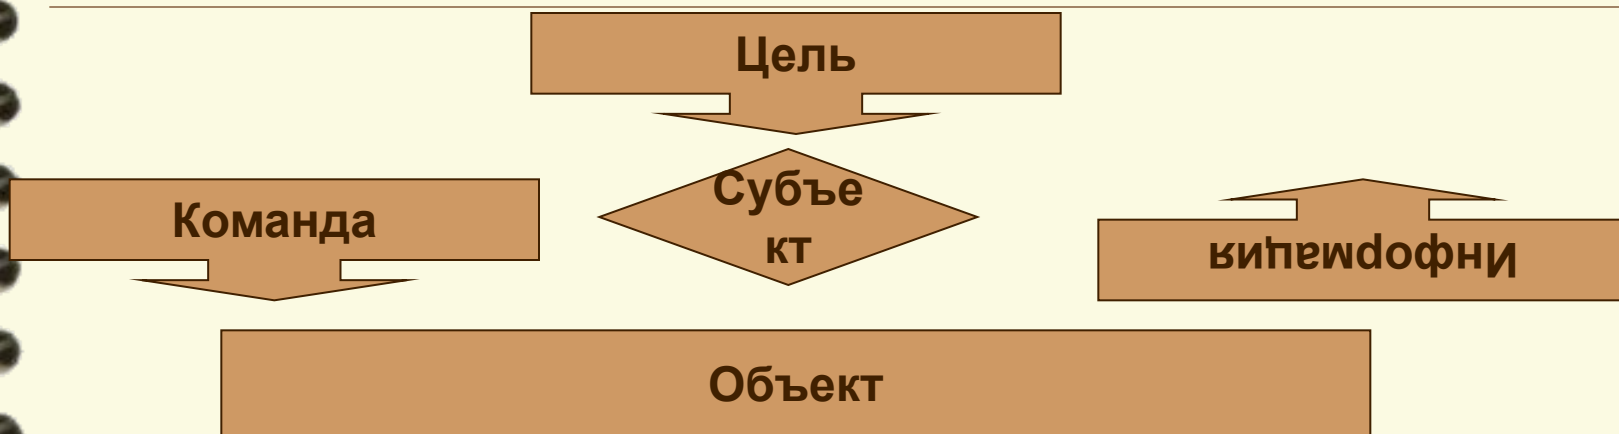 Цель
Субъе
кт
Команда
Информация
Объект